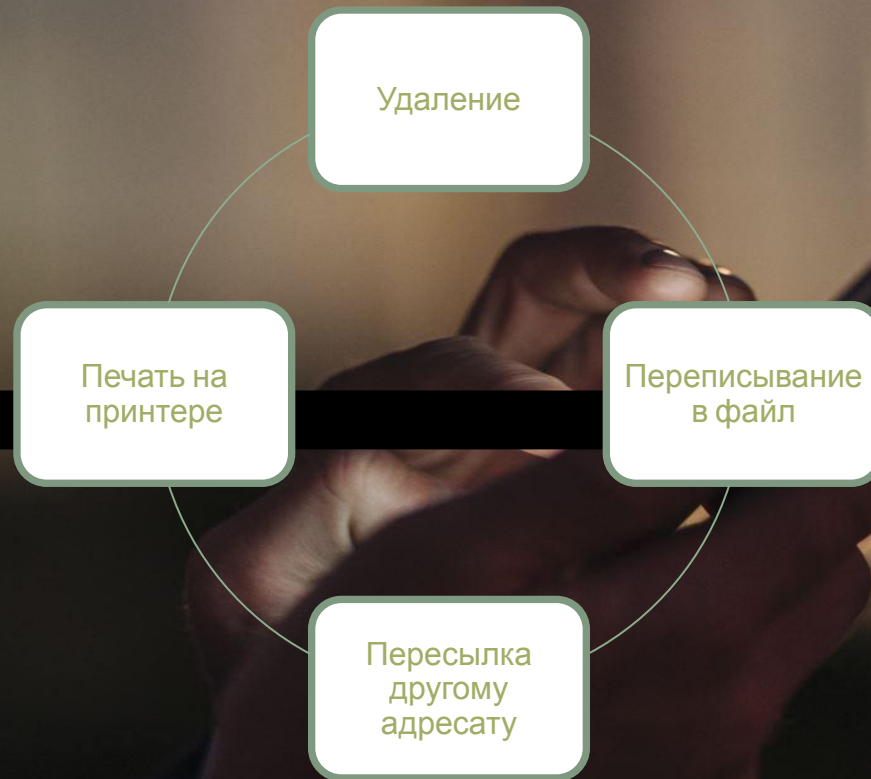 Удаление
Печать на
принтере
Переписывание
в файл
Пересылка
другому
адресату